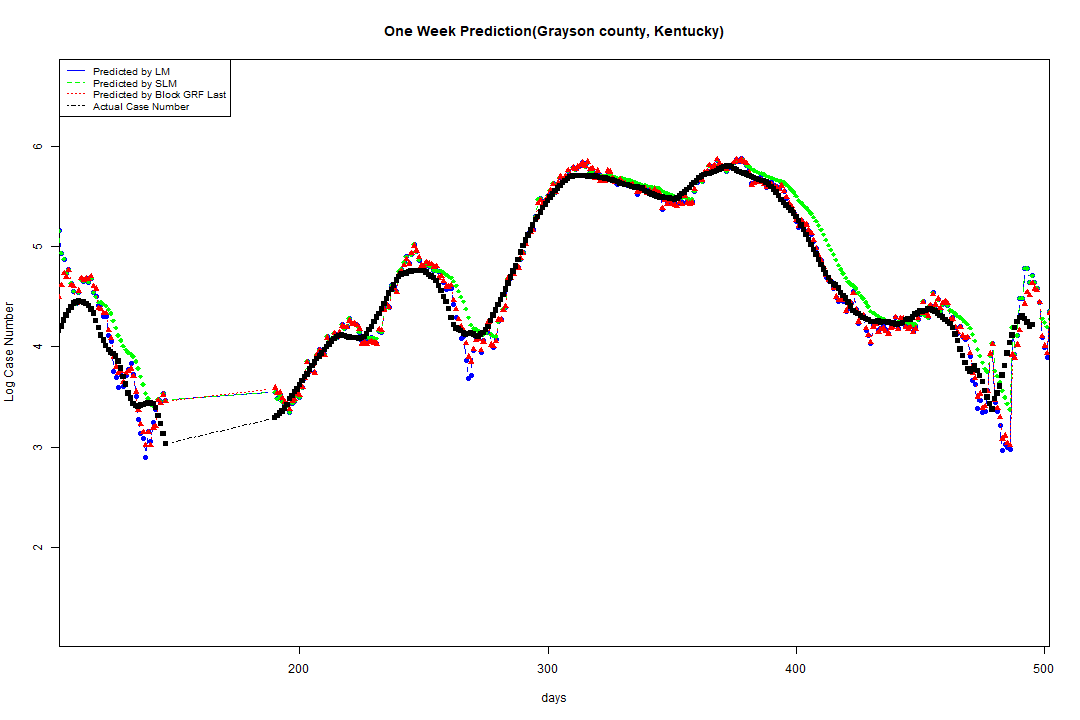 One Week Prediction(Grayson county, Kentucky)
Predicted by LM
Predicted by SLM
Predicted by Block GRF Last
Actual Case Number
6
5
4
3
2
Log Case Number
200 300 400 500
days